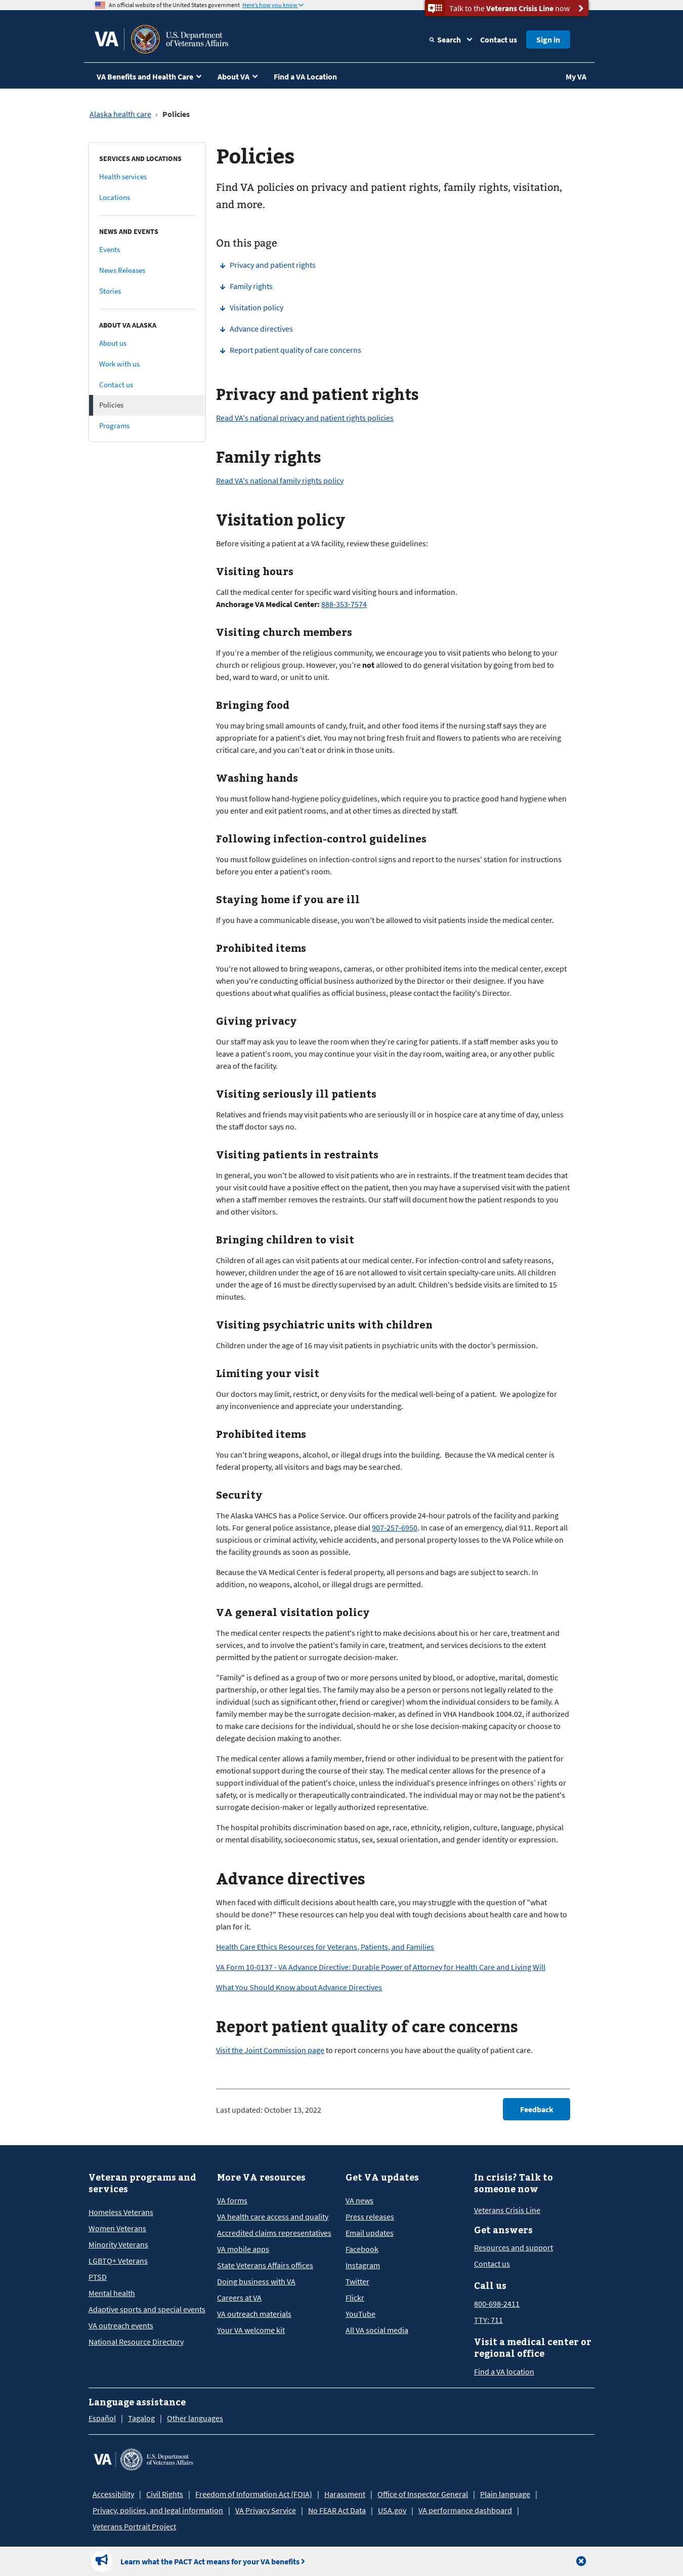 An official website of the United States government Here's how you know
Talk to the Veterans Crisis Line now
VA
U.S. Department
of Veterans Affairs
Search
Contact us
Sign in
VA Benefits and Health Care
About VA
Find a VA Location
My VA
Alaska health care › Policies
SERVICES AND LOCATIONS
Health services
Locations
NEWS AND EVENTS
Events
News Releases
Stories
ABOUT VA ALASKA
About us
Work with us
Contact us
Policies
Programs
Policies
Find VA policies on privacy and patient rights, family rights, visitation,
and more.
On this page
Privacy and patient rights
Family rights
Visitation policy
Advance directives
Report patient quality of care concerns
Privacy and patient rights
Read VA's national privacy and patient rights policies
Family rights
Read VA's national family rights policy
Visitation policy
Before visiting a patient at a VA facility, review these guidelines:
Visiting hours
Call the medical center for specific ward visiting hours and information.
Anchorage VA Medical Center: 888-353-7574
Visiting church members
If you're a member of the religious community, we encourage you to visit patients who belong to your
church or religious group. However, you're not allowed to do general visitation by going from bed to
bed, ward to ward, or unit to unit.
Bringing food
You may bring small amounts of candy, fruit, and other food items if the nursing staff says they are
appropriate for a patient's diet. You may not bring fresh fruit and flowers to patients who are receiving
critical care, and you can't eat or drink in those units.
Washing hands
You must follow hand-hygiene policy guidelines, which require you to practice good hand hygiene when
you enter and exit patient rooms, and at other times as directed by staff.
Following infection-control guidelines
You must follow guidelines on infection-control signs and report to the nurses' station for instructions
before you enter a patient's room.
Staying home if you are ill
If you have a communicable disease, you won't be allowed to visit patients inside the medical center.
Prohibited items
You're not allowed to bring weapons, cameras, or other prohibited items into the medical center, except
when you're conducting official business authorized by the Director or their designee. If you have
questions about what qualifies as official business, please contact the facility's Director.
Giving privacy
Our staff may ask you to leave the room when they're caring for patients. If a staff member asks you to
leave a patient's room, you may continue your visit in the day room, waiting area, or any other public
area of the facility.
Visiting seriously ill patients
Relatives and friends may visit patients who are seriously ill or in hospice care at any time of day, unless
the staff doctor says no.
Visiting patients in restraints
In general, you won't be allowed to visit patients who are in restraints. If the treatment team decides that
your visit could have a positive effect on the patient, then you may have a supervised visit with the patient
when a staff member removes the restraints. Our staff will document how the patient responds to you
and other visitors.
Bringing children to visit
Children of all ages can visit patients at our medical center. For infection-control and safety reasons,
however, children under the age of 16 are not allowed to visit certain specialty-care units. All children
under the age of 16 must be directly supervised by an adult. Children's bedside visits are limited to 15
minutes.
Visiting psychiatric units with children
Children under the age of 16 may visit patients in psychiatric units with the doctor's permission.
Limiting your visit
Our doctors may limit, restrict, or deny visits for the medical well-being of a patient.  We apologize for
any inconvenience and appreciate your understanding.
Prohibited items
You can't bring weapons, alcohol, or illegal drugs into the building.  Because the VA medical center is
federal property, all visitors and bags may be searched.
Security
The Alaska VAHCS has a Police Service. Our officers provide 24-hour patrols of the facility and parking
lots. For general police assistance, please dial 907-257-6950. In case of an emergency, dial 911. Report all
suspicious or criminal activity, vehicle accidents, and personal property losses to the VA Police while on
the facility grounds as soon as possible.
Because the VA Medical Center is federal property, all persons and bags are subject to search. In
addition, no weapons, alcohol, or illegal drugs are permitted.
VA general visitation policy
The medical center respects the patient's right to make decisions about his or her care, treatment and
services, and to involve the patient's family in care, treatment, and services decisions to the extent
permitted by the patient or surrogate decision-maker.
"Family" is defined as a group of two or more persons united by blood, or adoptive, marital, domestic
partnership, or other legal ties. The family may also be a person or persons not legally related to the
individual (such as significant other, friend or caregiver) whom the individual considers to be family. A
family member may be the surrogate decision-maker, as defined in VHA Handbook 1004.02, if authorized
to make care decisions for the individual, should he or she lose decision-making capacity or choose to
delegate decision making to another.
The medical center allows a family member, friend or other individual to be present with the patient for
emotional support during the course of their stay. The medical center allows for the presence of a
support individual of the patient's choice, unless the individual's presence infringes on others' rights or
safety, or is medically or therapeutically contraindicated. The individual may or may not be the patient's
surrogate decision-maker or legally authorized representative.
The hospital prohibits discrimination based on age, race, ethnicity, religion, culture, language, physical
or mental disability, socioeconomic status, sex, sexual orientation, and gender identity or expression.
Advance directives
When faced with difficult decisions about health care, you may struggle with the question of "what
should be done?" These resources can help you deal with tough decisions about health care and how to
plan for it.
Health Care Ethics Resources for Veterans, Patients, and Families
VA Form 10-0137 - VA Advance Directive: Durable Power of Attorney for Health Care and Living Will
What You Should Know about Advance Directives
Report patient quality of care concerns
Visit the Joint Commission page to report concerns you have about the quality of patient care.
Last updated: October 13, 2022
Feedback
Veteran programs and
services
Homeless Veterans
Women Veterans
Minority Veterans
LGBTQ+ Veterans
PTSD
Mental health
Adaptive sports and special events
VA outreach events
National Resource Directory
More VA resources
VA forms
VA health care access and quality
Accredited claims representatives
VA mobile apps
State Veterans Affairs offices
Doing business with VA
Careers at VA
VA outreach materials
Your VA welcome kit
Get VA updates
VA news
Press releases
Email updates
Facebook
Instagram
Twitter
Flickr
YouTube
All VA social media
In crisis? Talk to
someone now
Veterans Crisis Line
Get answers
Resources and support
Contact us
Call us
800-698-2411
TTY: 711
Visit a medical center or
regional office
Find a VA location
Language assistance
Español | Tagalog | Other languages
VA
U.S. Department
of Veterans Affairs
Accessibility | Civil Rights | Freedom of Information Act (FOIA) | Harassment | Office of Inspector General | Plain language |
Privacy, policies, and legal information | VA Privacy Service | No FEAR Act Data | USA.gov | VA performance dashboard |
Veterans Portrait Project
Learn what the PACT Act means for your VA benefits